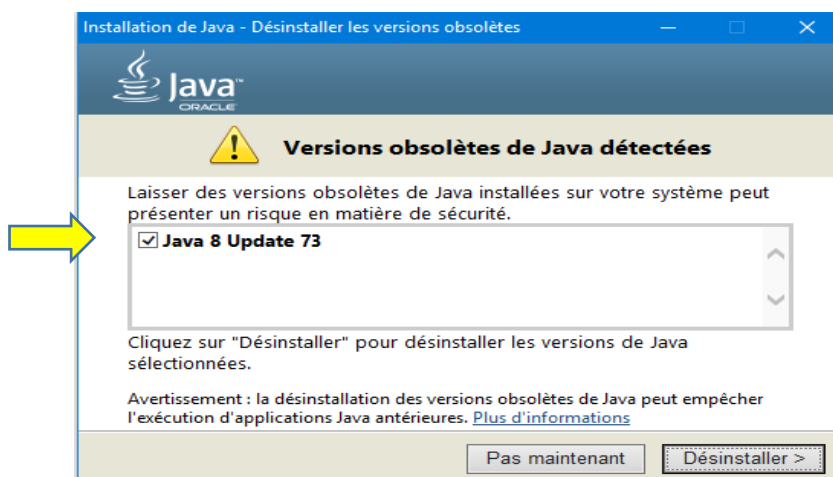 Installation de Java - Désinstaller les versions obsolètes
Java™
ORACLE
Versions obsolètes de Java détectées
Laisser des versions obsolètes de Java installées sur votre système peut
présenter un risque en matière de sécurité.
Java 8 Update 73
Cliquez sur "Désinstaller" pour désinstaller les versions de Java
sélectionnées.
Avertissement : la désinstallation des versions obsolètes de Java peut empêcher
l'exécution d'applications Java antérieures. Plus d'informations
Pas maintenant
Désinstaller >